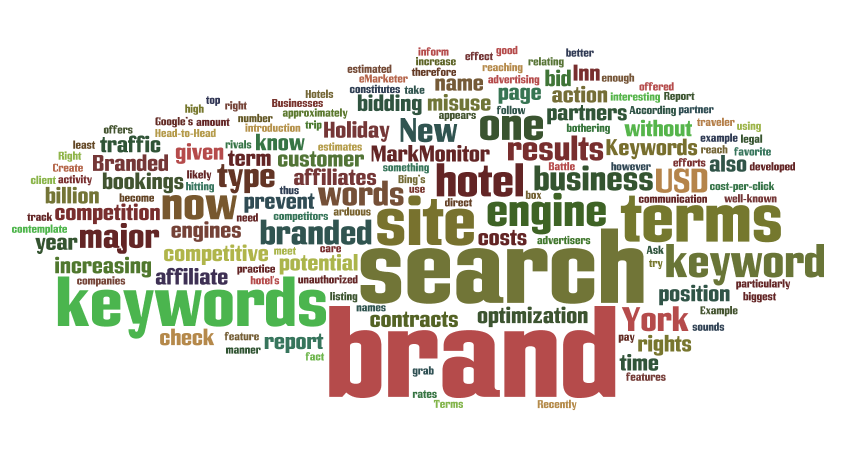 inform effect good better
increase relating
estimated therefore reaching
eMarketer name advertising bid Inn enough
constitutes take page action offered
top Hotels bidding misuse interesting Report
high right Businesses appears follow partners According partner
Google's amount number approximately New one bothering without traveler using
offers Head-to-Head introduction trip Holiday
least traffic rivals know estimates results Keywords example legal
Right Branded given term customer MarkMonitor Battle reach favorite
Create likely type something hotel business however efforts also developed
client activity bookings hitting affiliates Bing's USD cost-per-click
billion become thus prevent words use direct box communication well-known
track competition now need competitors arduous site engine terms
contemplate year major engines branded costs advertisers
competitive meet care search Ask keyword
increasing affiliate practice potential try
companies hotel's unauthorized particularly
keywords listing position biggest
names contracts optimization York Example
check feature report brand sounds
manner pay rights
fact time
grab features
rates
Terms Recently